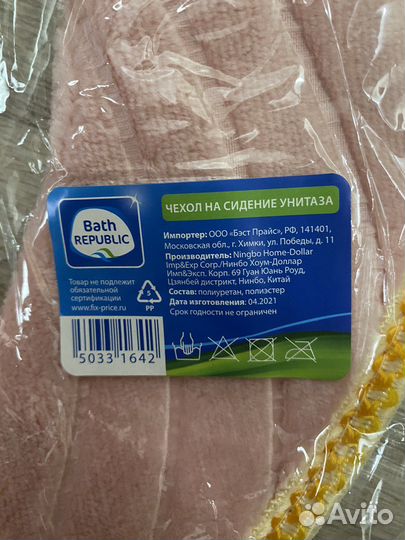 Bath
REPUBLIC
ЧЕХОЛ НА СИДЕНИЕ УНИТАЗА
Импортер: ООО «Бэст Прайс», РФ, 141401,
Московская обл., г. Химки, ул. Победы, д. 11
Производитель: Ningbo Home-Dollar
Imp&Exp Corp./Нинбо Хоум-Доллар
Имп&Эксп. Корп. 69 Гуан Юань Роуд,
Цзянбей дистрикт, Нинбо, Китай
Состав: полиуретан, полиэстер
Дата изготовления: 04.2021
Срок годности не ограничен
Товар не подлежит
обязательной
сертификации
www.fix-price.ru
5
PP
5033 1642
Avito